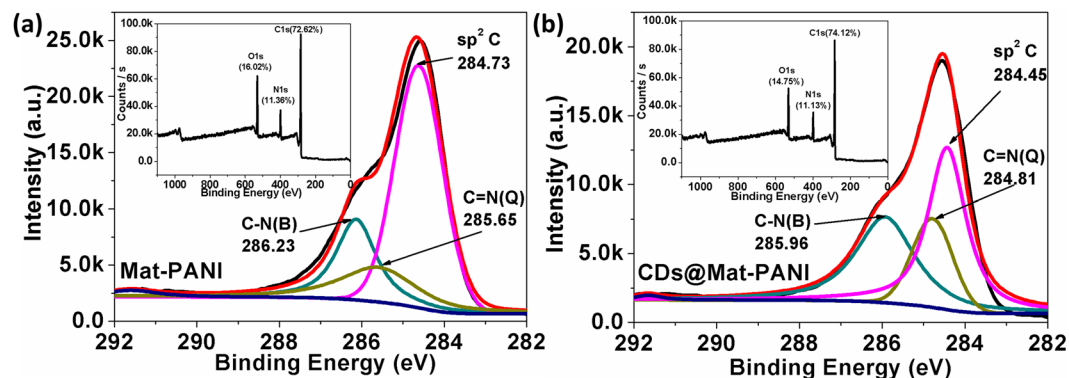 (a)
25.0k
20.0k
15.0k
10.0k
5.0k
0.0
Intensity (a.u.)
292 290 288 286 284 282
Binding Energy (eV)
Mat-PANI
sp² C
284.73
C=N(Q)
285.65
C-N(B)
286.23
100.0k
80.0k
60.0k
40.0k
20.0k
0.0
Counts / s
1000 800 600 400 200 0
Binding Energy (eV)
C1s(72.62%)
O1s
(16.02%)
N1s
(11.36%)
(b)
20.0k
15.0k
10.0k
5.0k
0.0
Intensity (a.u.)
292 290 288 286 284 282
Binding Energy (eV)
CDs@Mat-PANI
sp² C
284.45
C=N(Q)
284.81
C-N(B)
285.96
100.0k
80.0k
60.0k
40.0k
20.0k
0.0
Counts / s
1000 800 600 400 200 0
Binding Energy (eV)
C1s(74.12%)
O1s
(14.75%)
N1s
(11.13%)